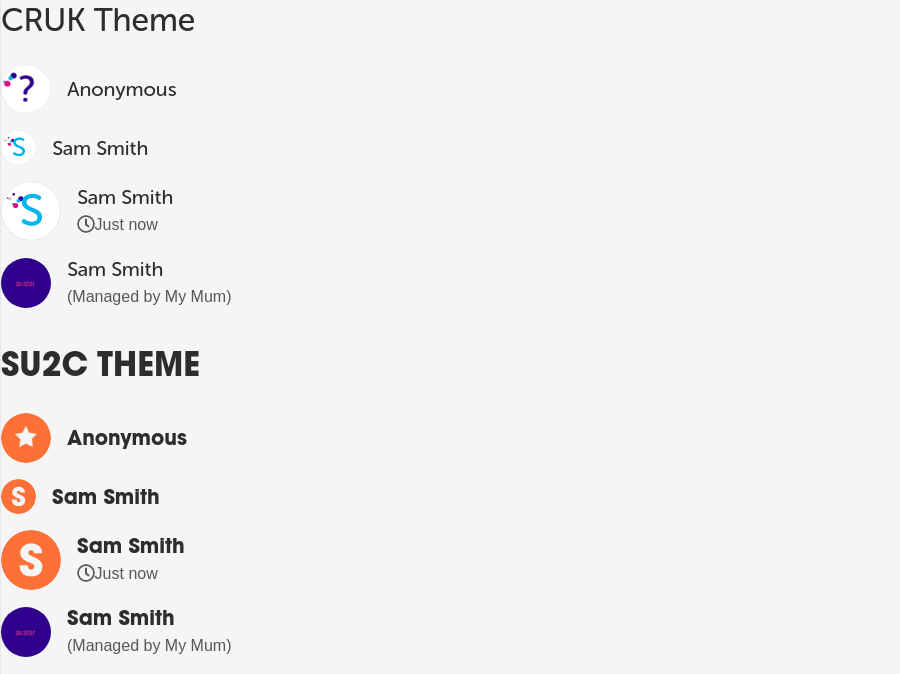 CRUK Theme
?
Anonymous
S
Sam Smith
S
Sam Smith
Just now
avatar
Sam Smith
(Managed by My Mum)
SU2C THEME
Anonymous
S
Sam Smith
S
Sam Smith
Just now
avatar
Sam Smith
(Managed by My Mum)